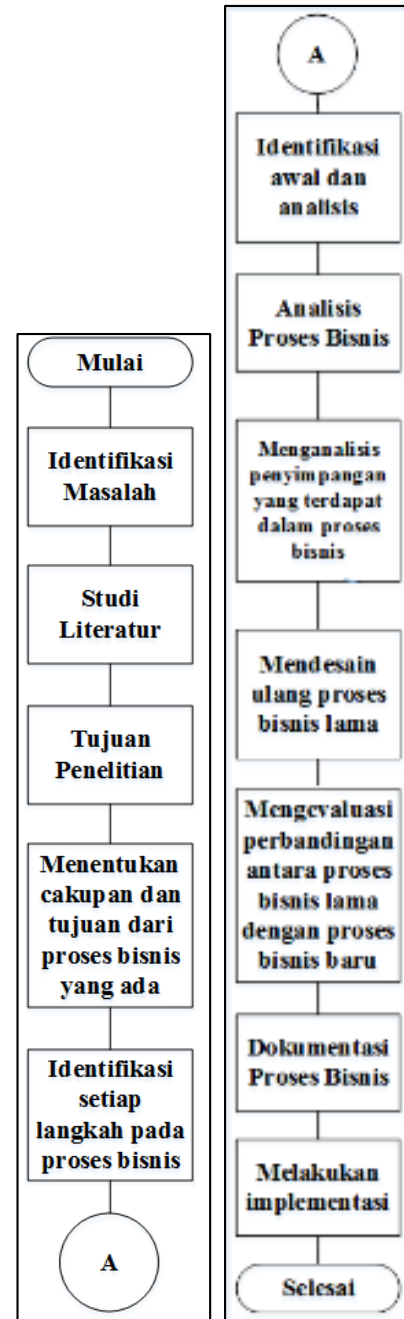 Mulai
Identifikasi
Masalah
Studi
Literatur
Tujuan
Penelitian
Menentukan
cakupan dan
tujuan dari
proses bisnis
yang ada
Identifikasi
setiap
langkah pada
proses bisnis
A
A
Identifikasi
awal dan
analisis
Analisis
Proses Bisnis
Menganalisis
penyimpangan
yang terdapat
dalam proses
bisnis
Mendesain
ulang proses
bisnis lama
Mengevaluasi
perbandingan
antara proses
bisnis lama
dengan proses
bisnis baru
Dokumentasi
Proses Bisnis
Melakukan
implementasi
Selesai